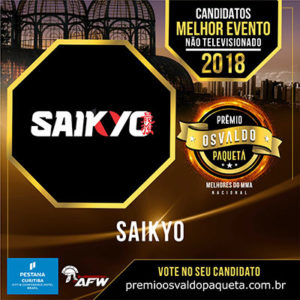 CANDIDATOS
MELHOR EVENTO
NÃO TELEVISIONADO
2018
SAIKYO
PRÊMIO
OSVALDO
PAQUETÁ
MELHORES DO MMA
NACIONAL
SAIKYO
PESTANA
CURITIBA
BRASIL
AFW
VOTE NO SEU CANDIDATO
premioosvaldopaqueta.com.br